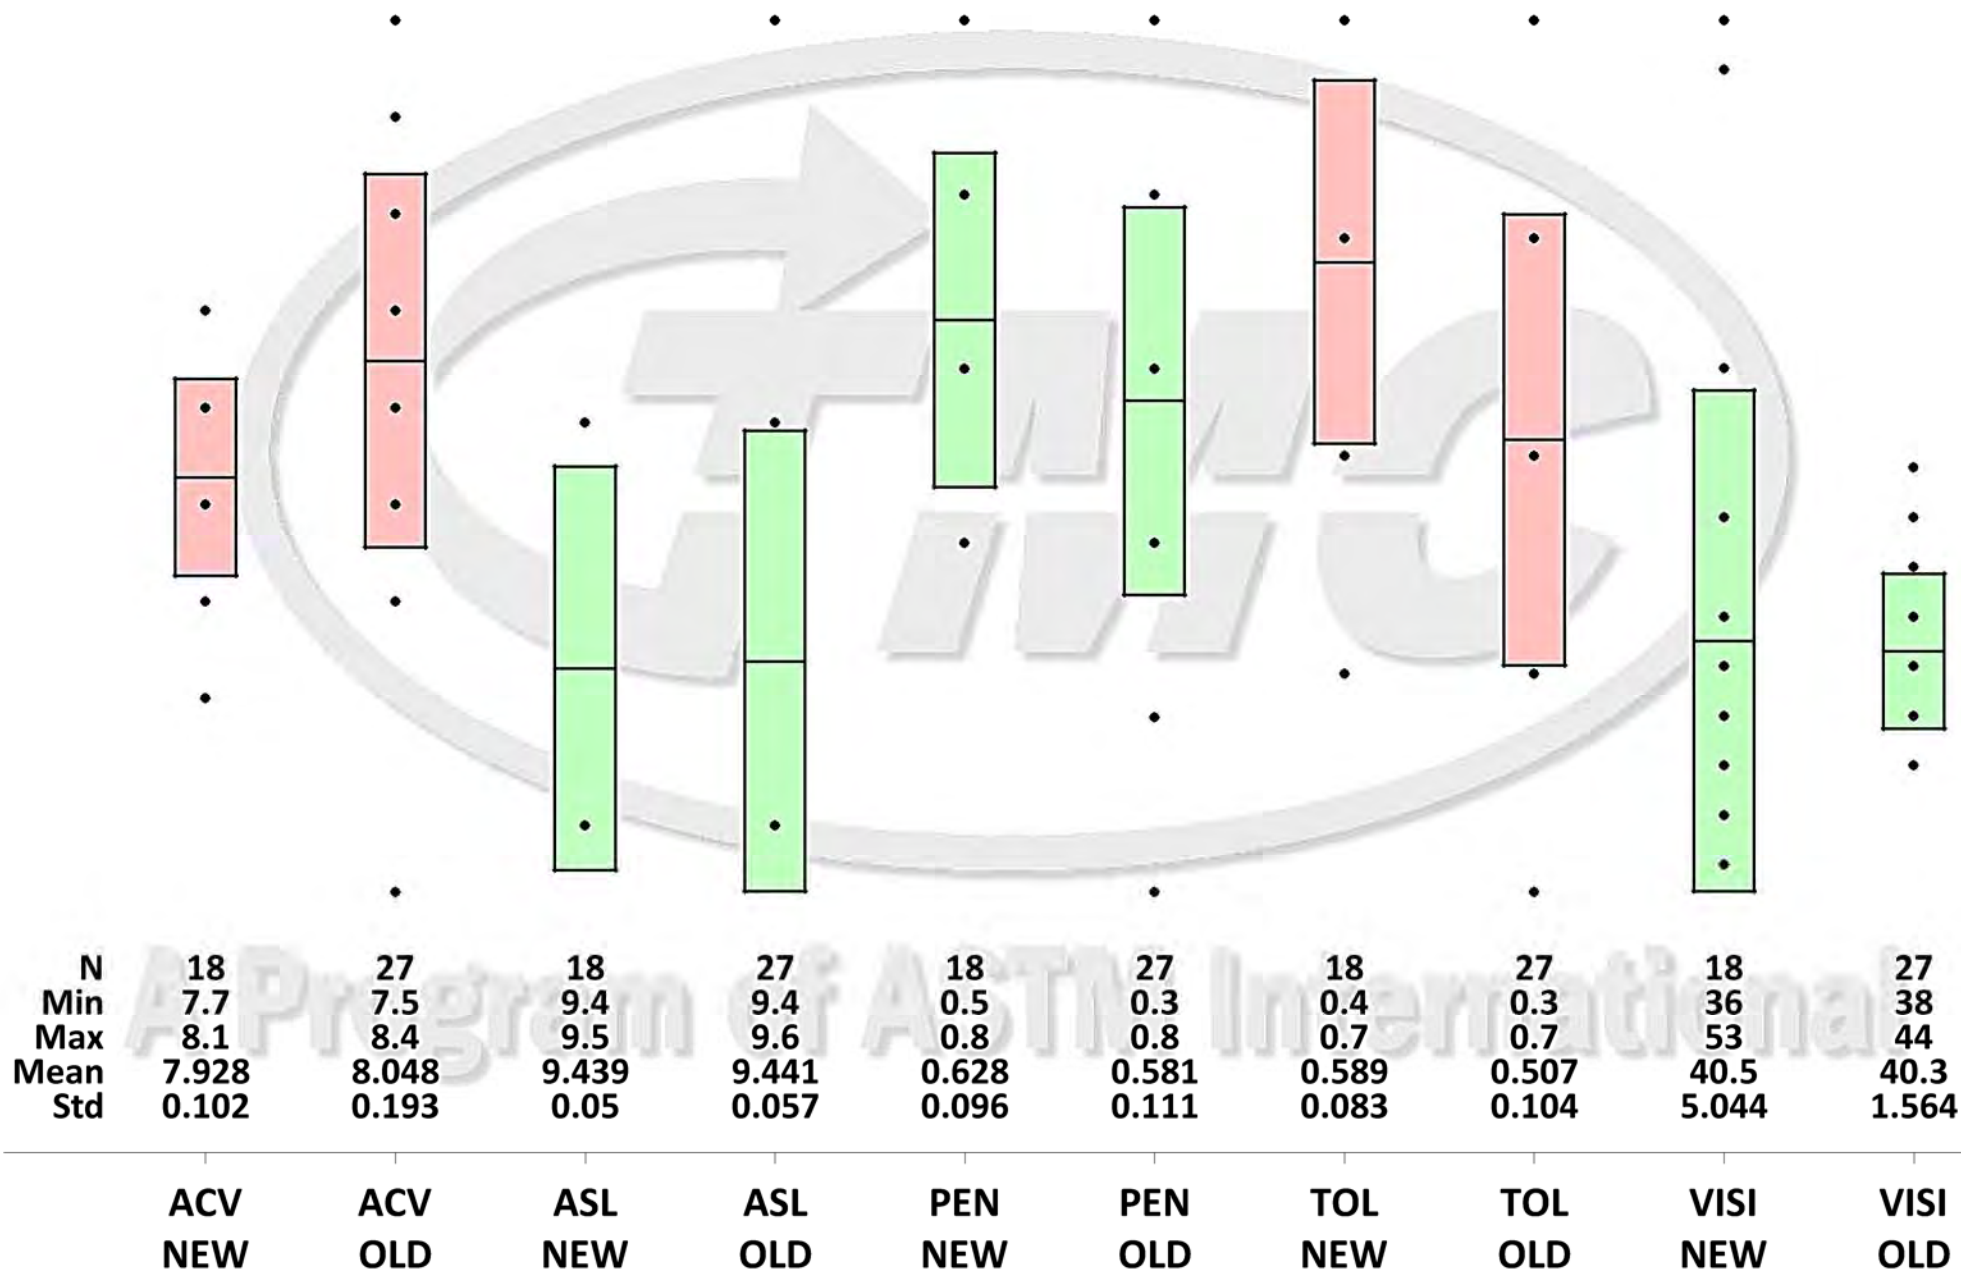 TMC
A Program of ASTM International
N 18 27 18 27 18 27 18 27 18 27
Min 7.7 7.5 9.4 9.4 0.5 0.3 0.4 0.3 36 38
Max 8.1 8.4 9.5 9.6 0.8 0.8 0.7 0.7 53 44
Mean 7.928 8.048 9.439 9.441 0.628 0.581 0.589 0.507 40.5 40.3
Std 0.102 0.193 0.05 0.057 0.096 0.111 0.083 0.104 5.044 1.564
ACV ACV ASL ASL PEN PEN TOL TOL VISI VISI
NEW OLD NEW OLD NEW OLD NEW OLD NEW OLD